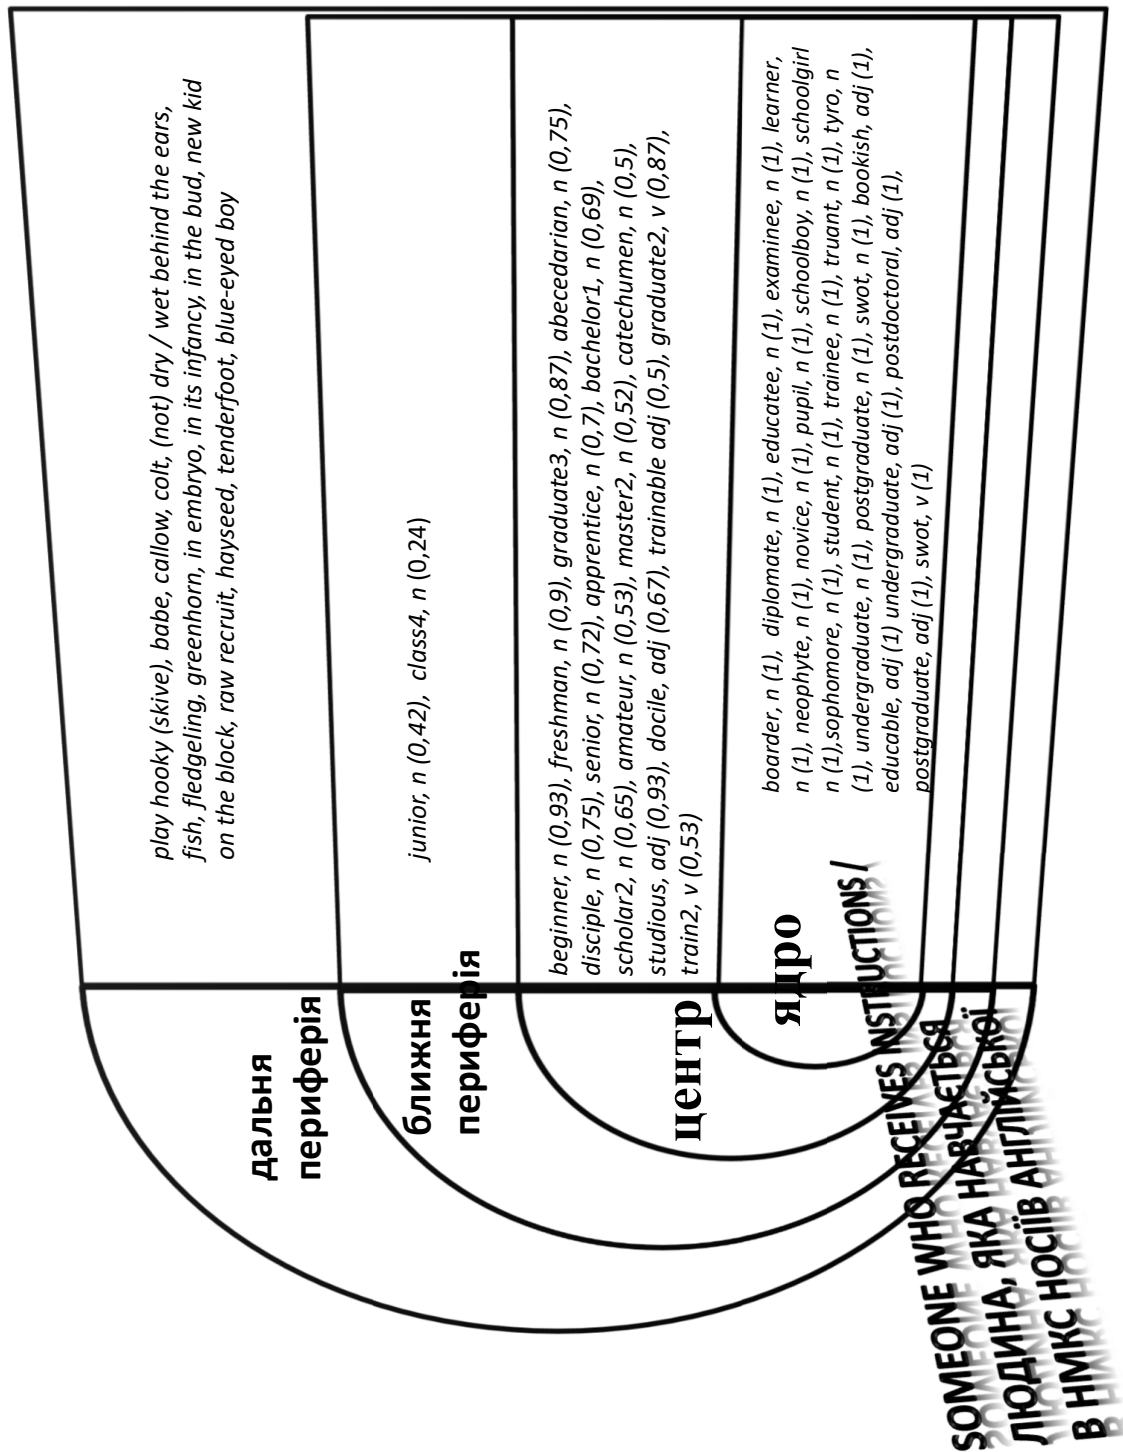 дальня
периферія
play hooky (skive), babe, callow, colt, (not) dry / wet behind the ears,
fish, fledgeling, greenhorn, in embryo, in its infancy, in the bud, new kid
on the block, raw recruit, hayseed, tenderfoot, blue-eyed boy
ближня
периферія
junior, n (0,42), class4, n (0,24)
центр
beginner, n (0,93), freshman, n (0,9), graduate3, n (0,87), abecedarian, n (0,75),
disciple, n (0,75), senior, n (0,72), apprentice, n (0,7), bachelor1, n (0,69),
scholar2, n (0,65), amateur, n (0,53), master2, n (0,52), catechumen, n (0,5),
studious, adj (0,93), docile, adj (0,67), trainable adj (0,5), graduate2, v (0,87),
train2, v (0,53)
ядро
boarder, n (1), diplomate, n (1), educatee, n (1), examinee, n (1), learner,
n (1), neophyte, n (1), novice, n (1), pupil, n (1), schoolboy, n (1), schoolgirl
n (1),sophomore, n (1), student, n (1), trainee, n (1), truant, n (1), tyro, n
(1), undergraduate, n (1), postgraduate, n (1), swot, n (1), bookish, adj (1),
educable, adj (1) undergraduate, adj (1), postdoctoral, adj (1),
postgraduate, adj (1), swot, v (1)
SOMEONE WHO RECEIVES INSTRUCTIONS /
ЛЮДИНА, ЯКА НАВЧАЄТЬСЯ
В НМКС НОСІЇВ АНГЛІЙСЬКОЇ